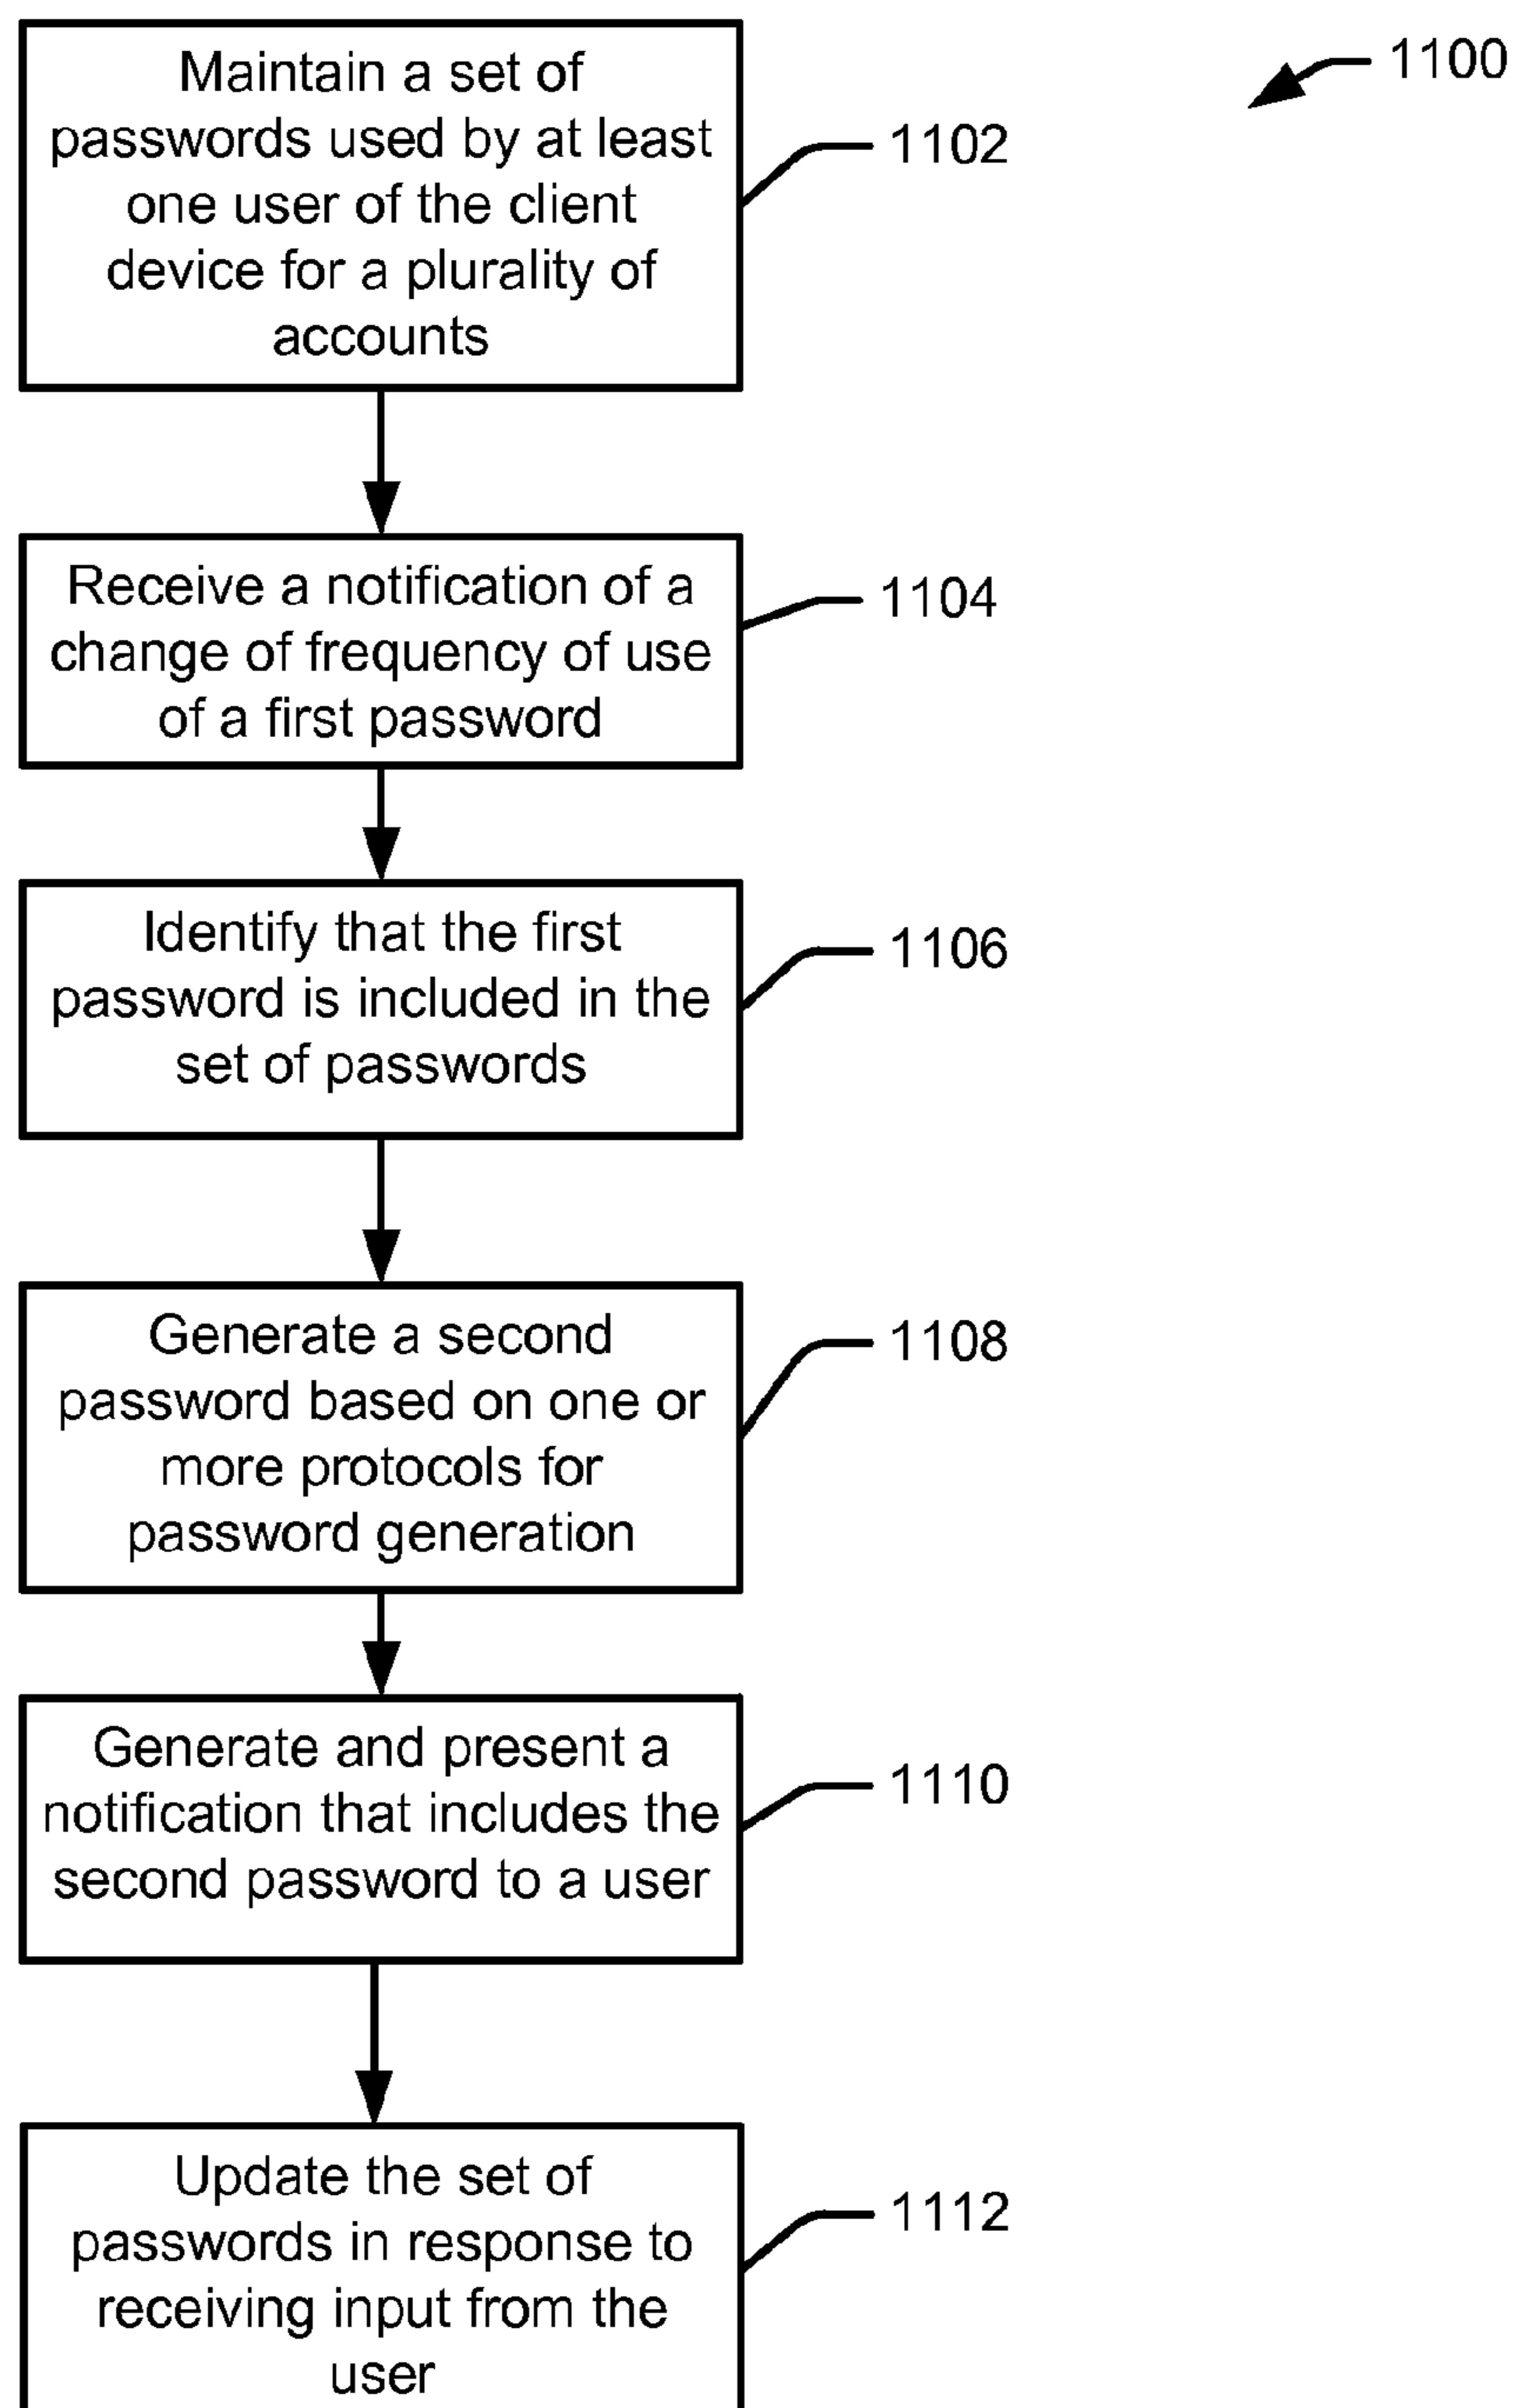 1100
Maintain a set of
passwords used by at least
one user of the client
device for a plurality of
accounts
1102
Receive a notification of a
change of frequency of use
of a first password
1104
Identify that the first
password is included in the
set of passwords
1106
Generate a second
password based on one or
more protocols for
password generation
1108
Generate and present a
notification that includes the
second password to a user
1110
Update the set of
passwords in response to
receiving input from the
user
1112